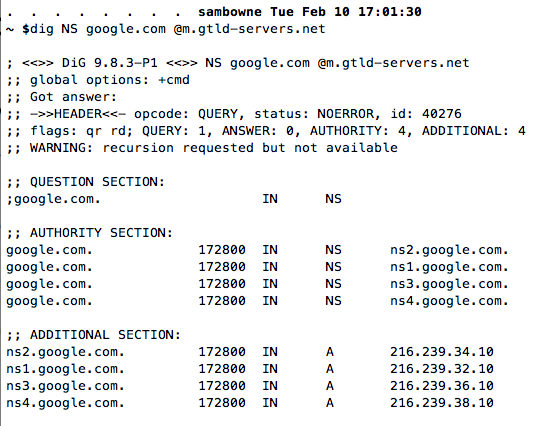 . . . . . . . . sambowne Tue Feb 10 17:01:30
~ $dig NS google.com @m.gtld-servers.net

; <<>> DiG 9.8.3-P1 <<>> NS google.com @m.gtld-servers.net
;; global options: +cmd
;; Got answer:
;; ->>HEADER<<- opcode: QUERY, status: NOERROR, id: 40276
;; flags: qr rd; QUERY: 1, ANSWER: 0, AUTHORITY: 4, ADDITIONAL: 4
;; WARNING: recursion requested but not available

;; QUESTION SECTION:
;google.com. IN NS

;; AUTHORITY SECTION:
google.com. 172800 IN NS ns2.google.com.
google.com. 172800 IN NS ns1.google.com.
google.com. 172800 IN NS ns3.google.com.
google.com. 172800 IN NS ns4.google.com.

;; ADDITIONAL SECTION:
ns2.google.com. 172800 IN A 216.239.34.10
ns1.google.com. 172800 IN A 216.239.32.10
ns3.google.com. 172800 IN A 216.239.36.10
ns4.google.com. 172800 IN A 216.239.38.10